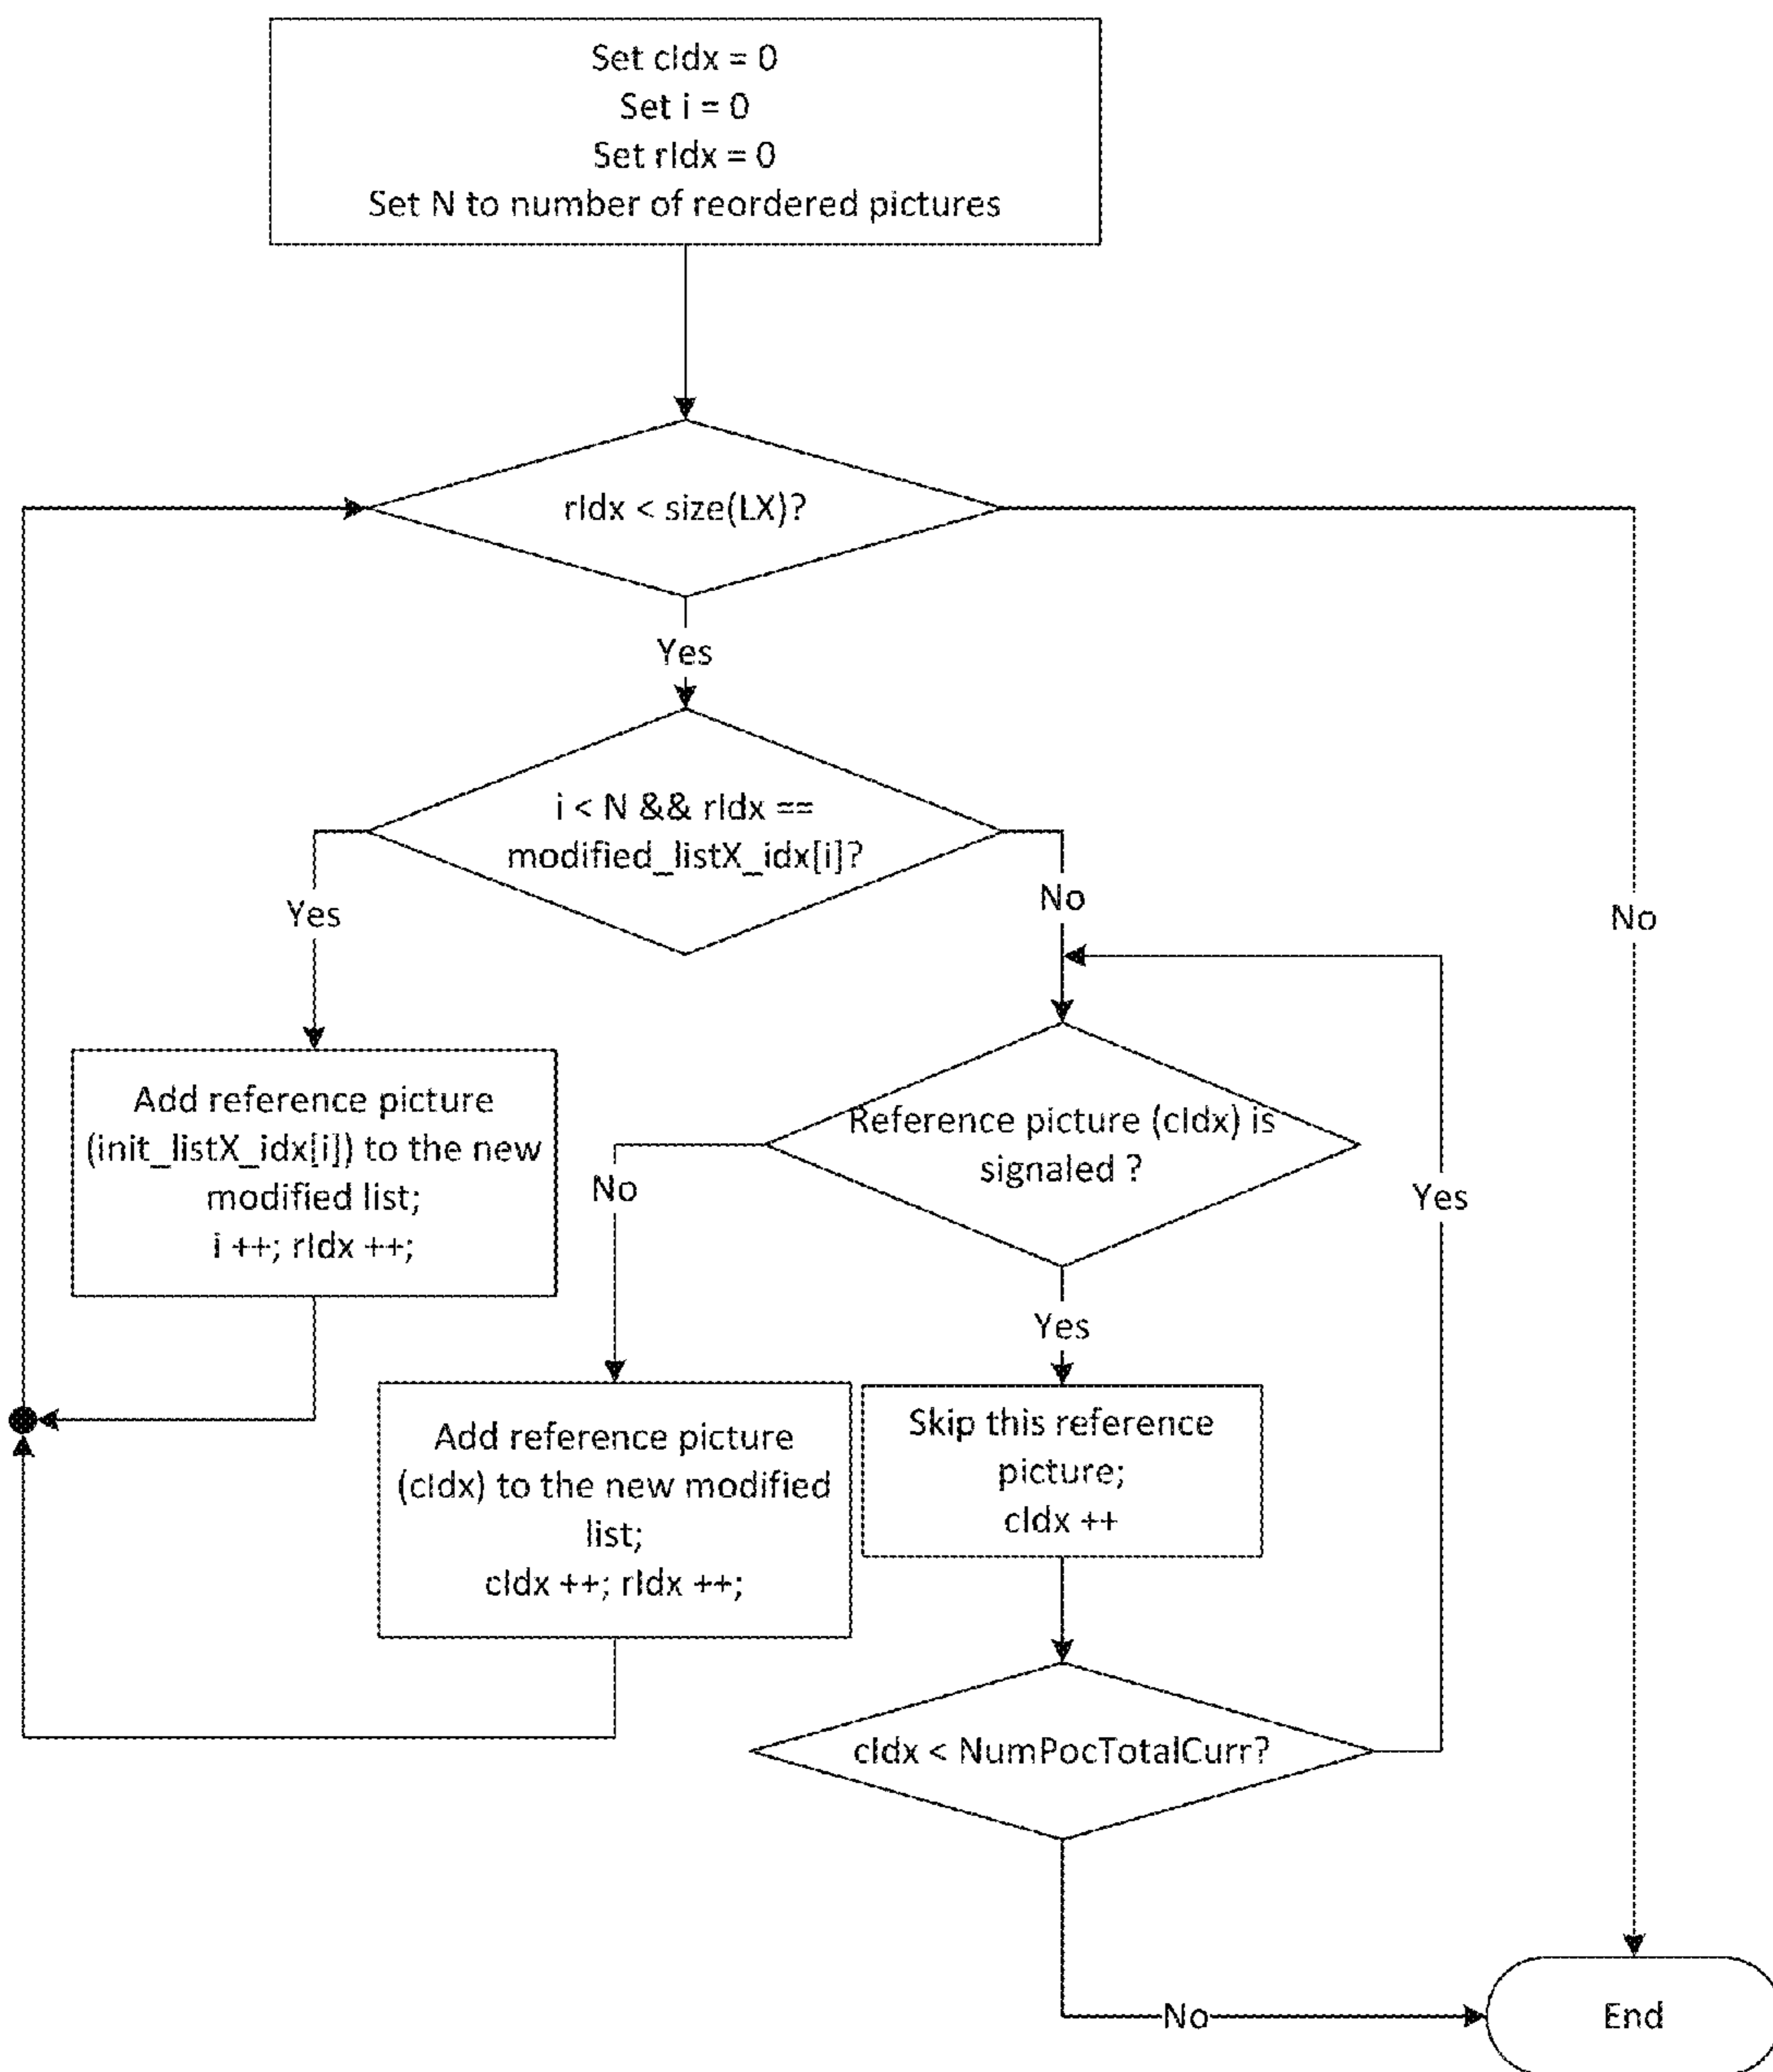 Set cIdx = 0
Set i = 0
Set rIdx = 0
Set N to number of reordered pictures
rIdx < size(LX)?
Yes
i < N && rIdx ==
modified_listX_idx[i]?
Yes
No
No
Add reference picture
(init_listX_idx[i]) to the new
modified list;
i ++; rIdx ++;
Reference picture (cIdx) is
signaled ?
No
Yes
Yes
Add reference picture
(cIdx) to the new modified
list;
cIdx ++; rIdx ++;
Skip this reference
picture;
cIdx ++
cIdx < NumPocTotalCurr?
No
End